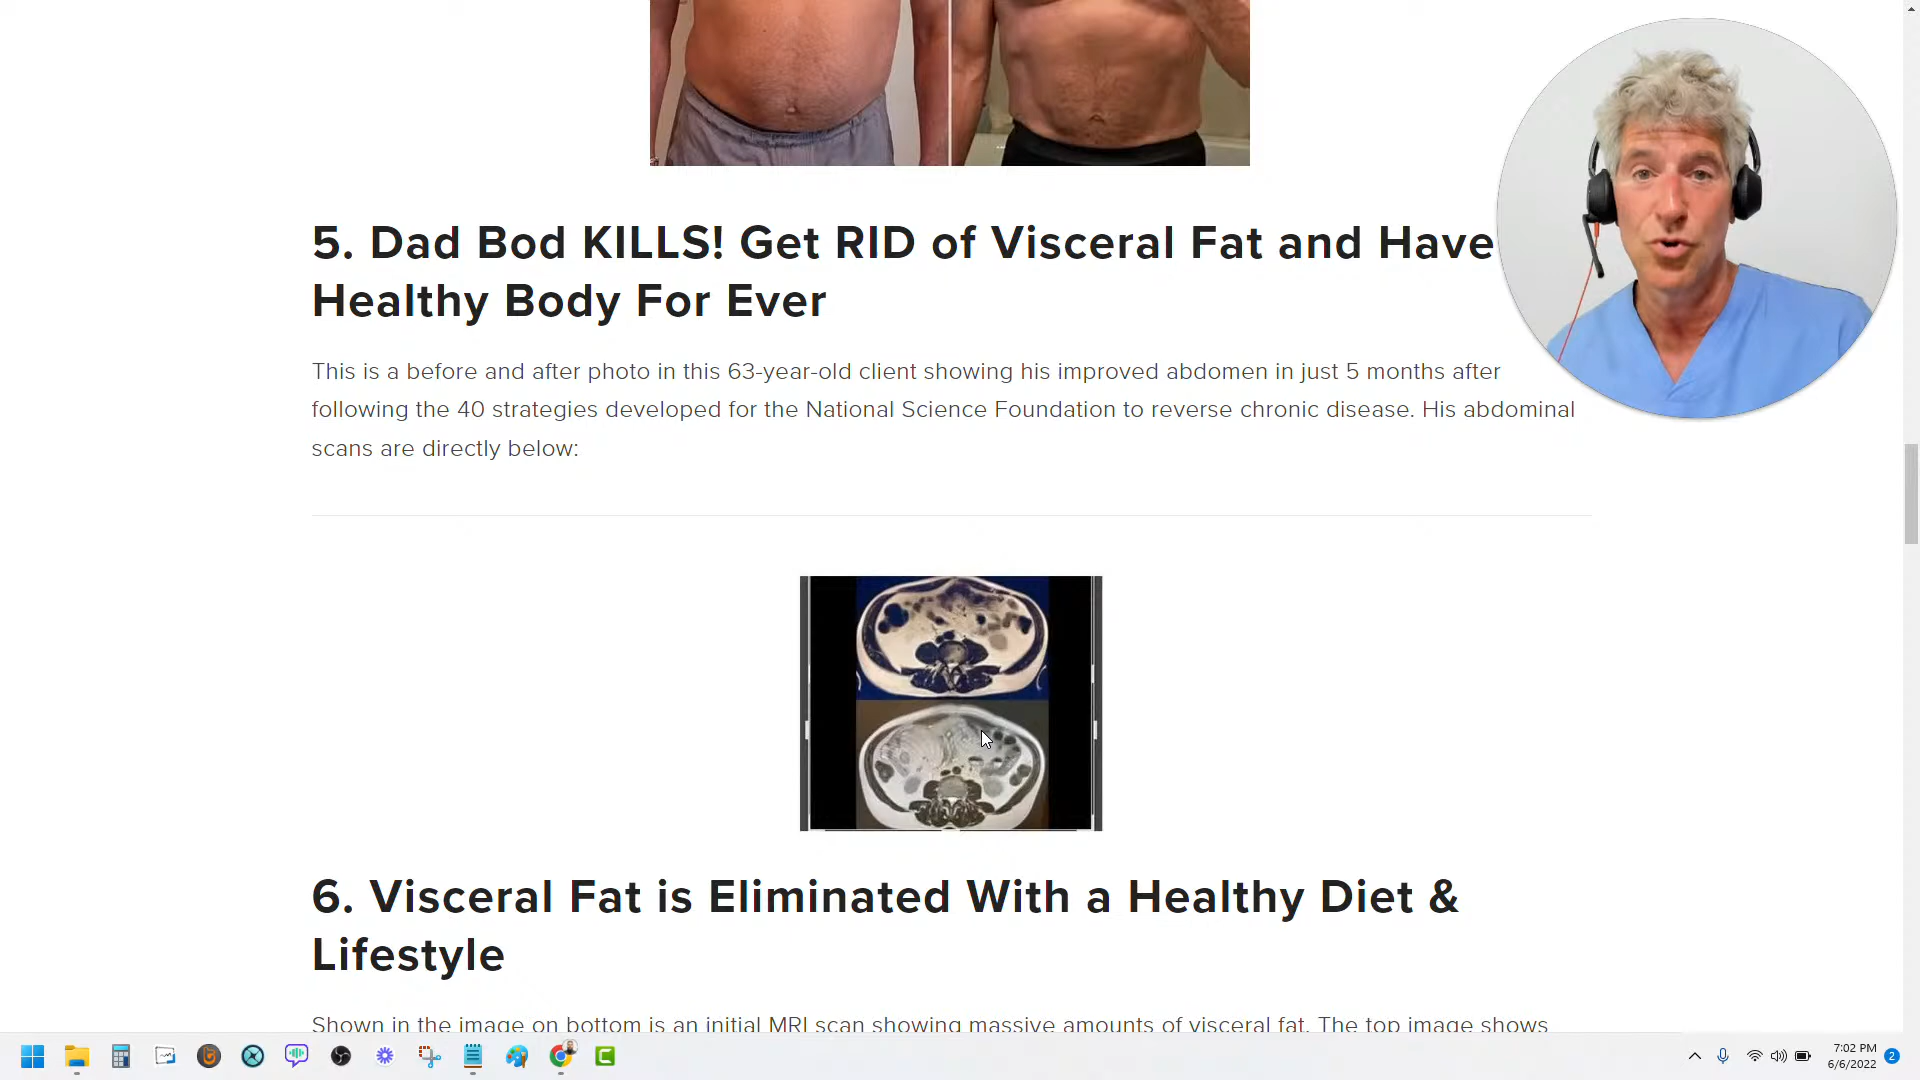 5. Dad Bod KILLS! Get RID of Visceral Fat and Have
Healthy Body For Ever
This is a before and after photo in this 63-year-old client showing his improved abdomen in just 5 months after
following the 40 strategies developed for the National Science Foundation to reverse chronic disease. His abdominal
scans are directly below:
6. Visceral Fat is Eliminated With a Healthy Diet &
Lifestyle
Shown in the image on bottom is an initial MRI scan showing massive amounts of visceral fat. The top image shows
7:02 PM
6/6/2022
2